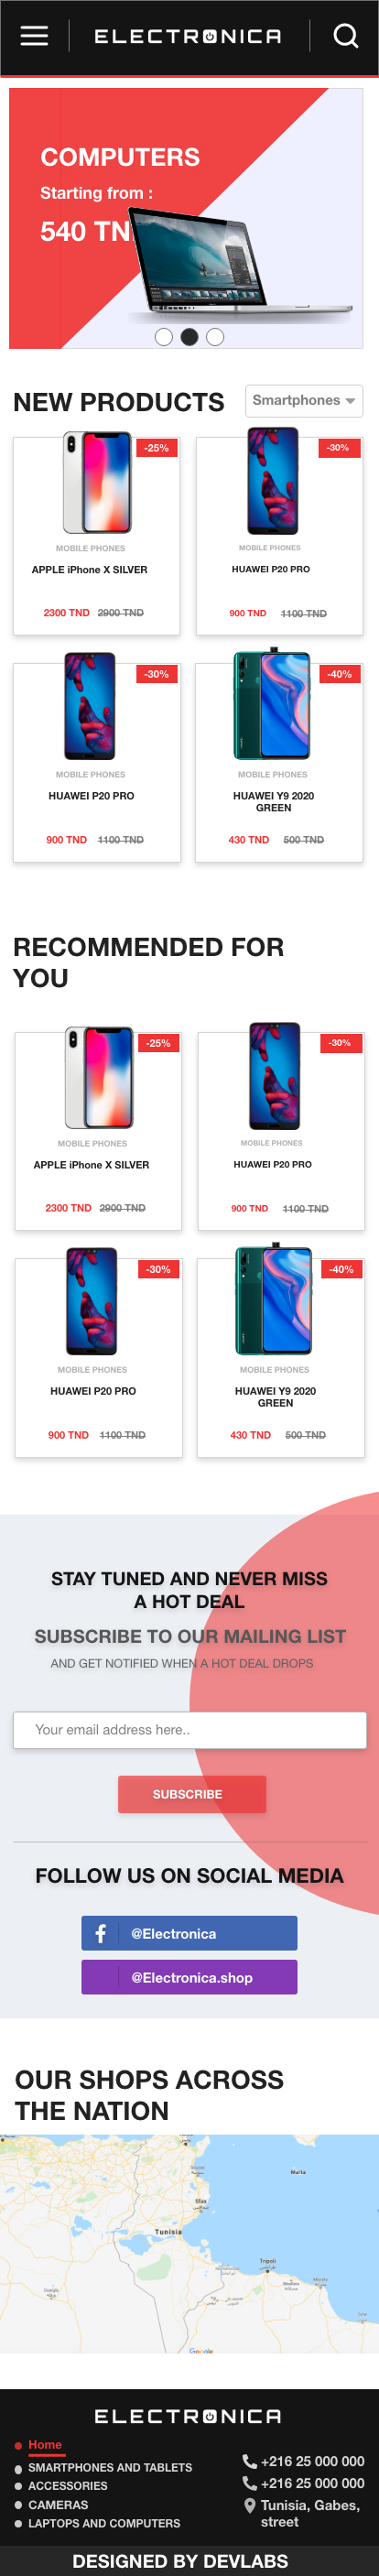 ELECTRONICA
COMPUTERS
Starting from :
540 TN
NEW PRODUCTS
Smartphones
-25%
MOBILE PHONES
APPLE iPhone X SILVER
2300 TND 2900 TND
-30%
MOBILE PHONES
HUAWEI P20 PRO
900 TND 1100 TND
-30%
MOBILE PHONES
HUAWEI P20 PRO
900 TND 1100 TND
-40%
MOBILE PHONES
HUAWEI Y9 2020
GREEN
430 TND 500 TND
RECOMMENDED FOR
YOU
-25%
MOBILE PHONES
APPLE iPhone X SILVER
2300 TND 2900 TND
-30%
MOBILE PHONES
HUAWEI P20 PRO
900 TND 1100 TND
-30%
MOBILE PHONES
HUAWEI P20 PRO
900 TND 1100 TND
-40%
MOBILE PHONES
HUAWEI Y9 2020
GREEN
430 TND 500 TND
STAY TUNED AND NEVER MISS
A HOT DEAL
SUBSCRIBE TO OUR MAILING LIST
AND GET NOTIFIED WHEN A HOT DEAL DROPS
Your email address here..
SUBSCRIBE
FOLLOW US ON SOCIAL MEDIA
@Electronica
@Electronica.shop
OUR SHOPS ACROSS
THE NATION
Malta
Sfax
Tunisia
Tripoli
Google
ELECTRONICA
Home
SMARTPHONES AND TABLETS
ACCESSORIES
CAMERAS
LAPTOPS AND COMPUTERS
+216 25 000 000
+216 25 000 000
Tunisia, Gabes,
street
DESIGNED BY DEVLABS